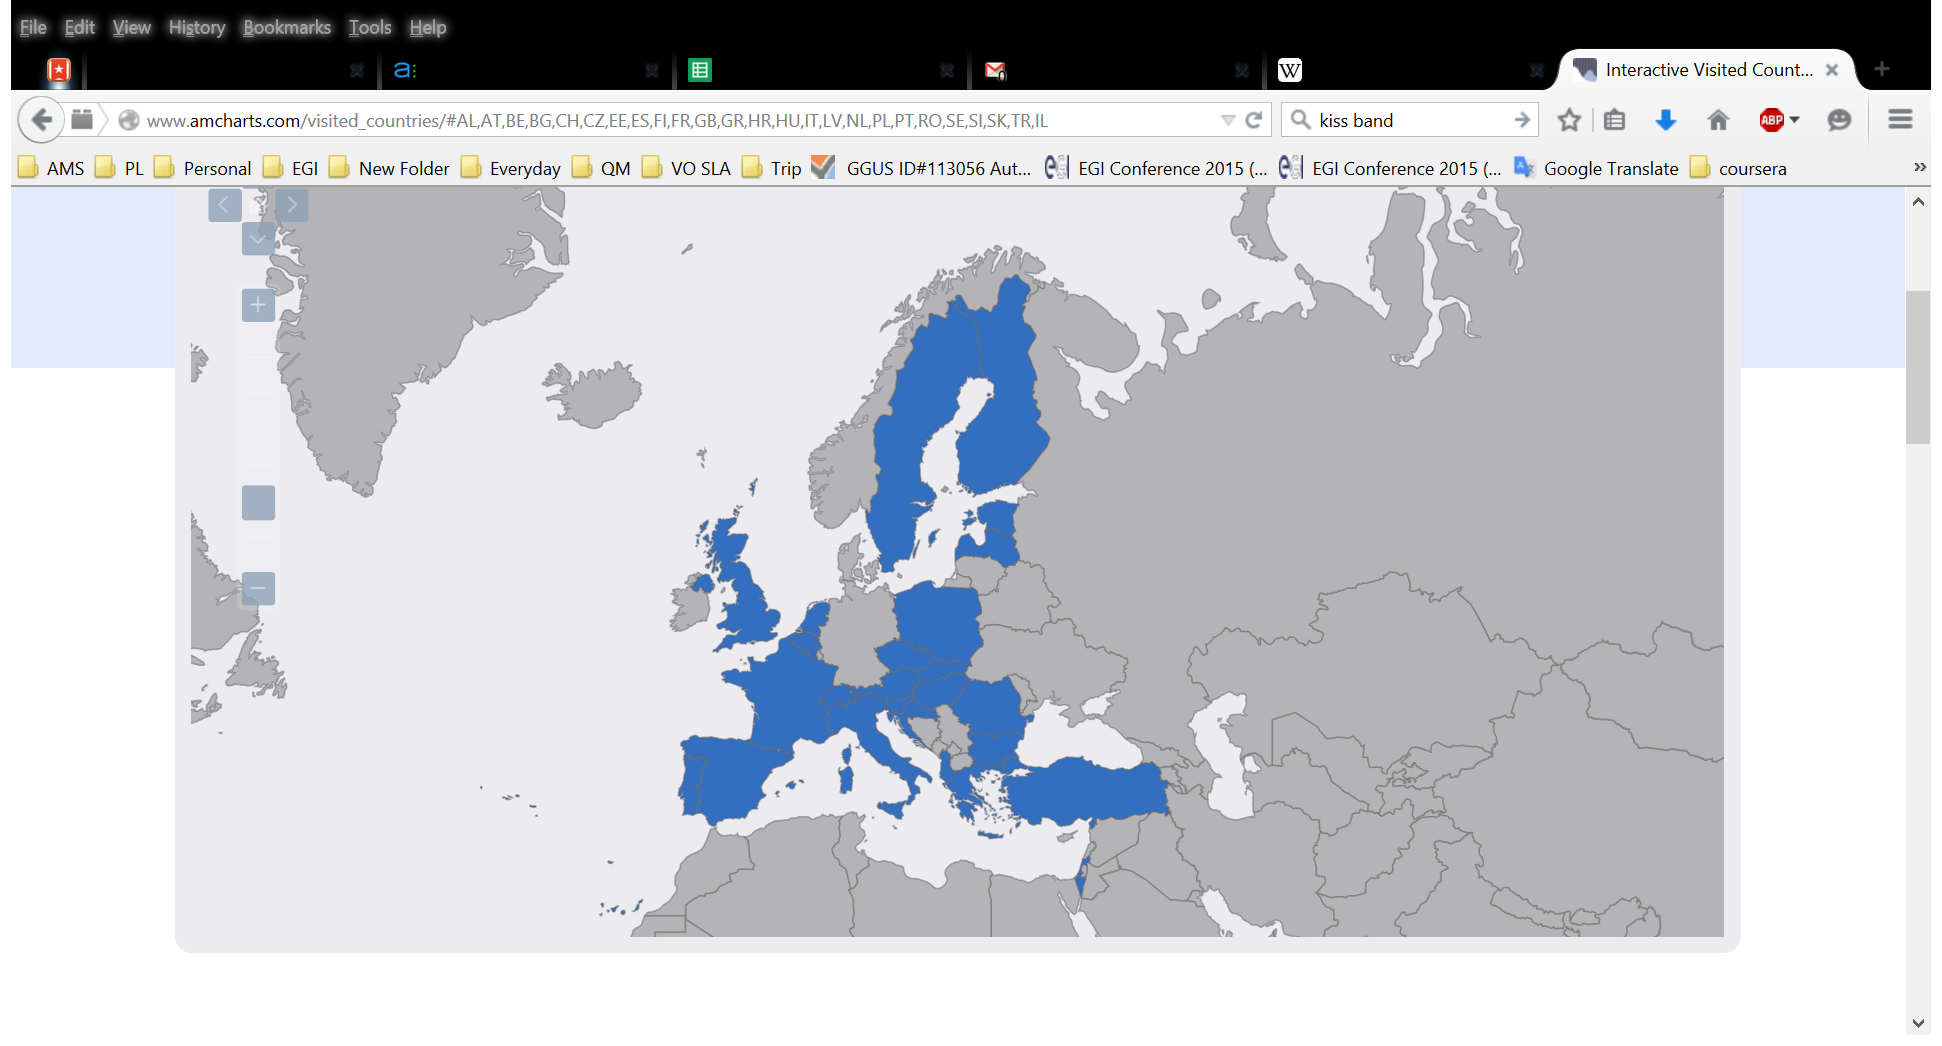 File Edit View History Bookmarks Tools Help
a: 0 W Interactive Visited Count...
www.amcharts.com/visited_countries/#AL,AT,BE,BG,CH,CZ,EE,ES,FI,FR,GB,GR,HR,HU,IT,LV,NL,PL,PT,RO,SE,SI,SK,TR,IL kiss band ABP
AMS PL Personal EGI New Folder Everyday QM VO SLA Trip GGUS ID#113056 Aut... EGI Conference 2015 (... EGI Conference 2015 (... Google Translate coursera